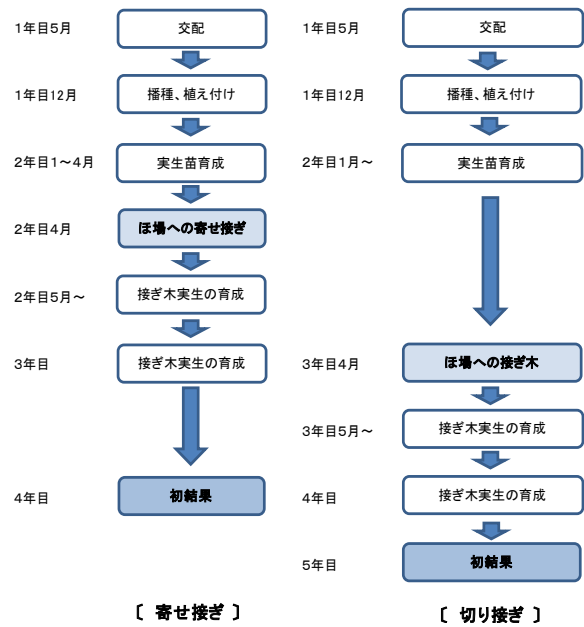 1年目5月
交配
1年目12月
播種、植え付け
2年目1～4月
実生苗育成
2年目4月
ほ場への寄せ接ぎ
2年目5月～
接ぎ木実生の育成
3年目
接ぎ木実生の育成
4年目
初結果
〔 寄せ接ぎ 〕
1年目5月
交配
1年目12月
播種、植え付け
2年目1月～
実生苗育成
3年目4月
ほ場への接ぎ木
3年目5月～
接ぎ木実生の育成
4年目
接ぎ木実生の育成
5年目
初結果
〔 切り接ぎ 〕